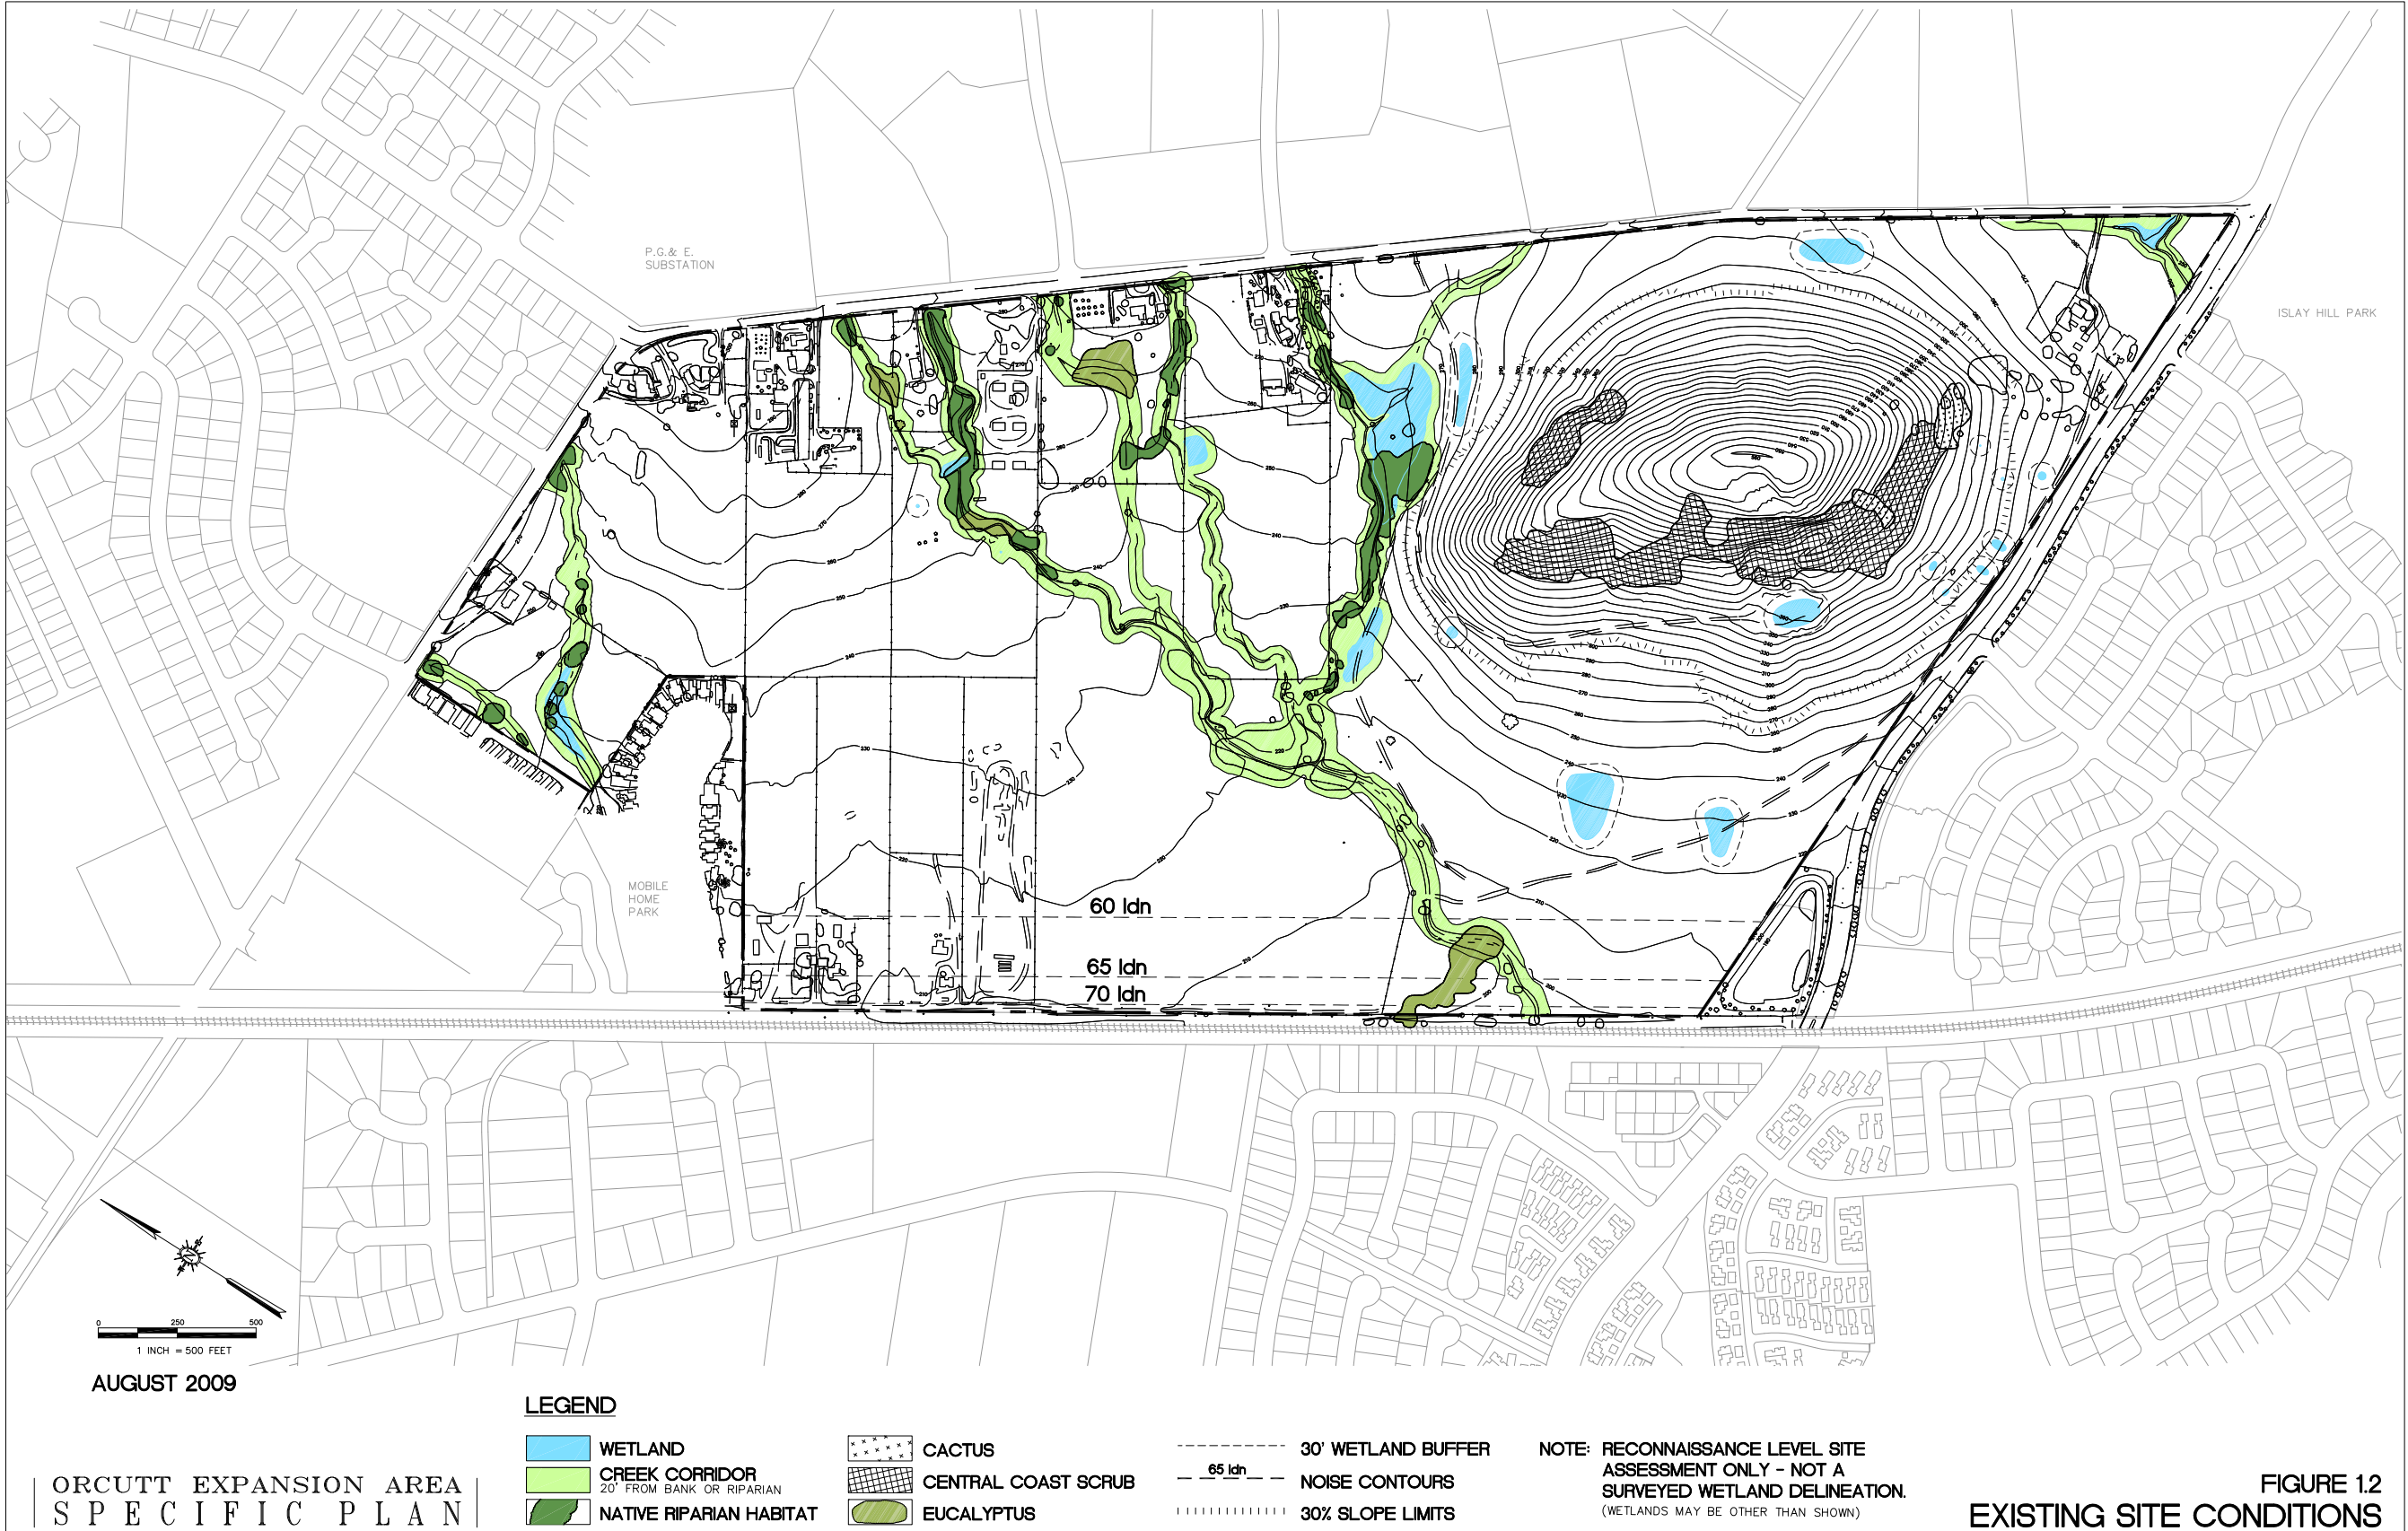 P.G.& E.
SUBSTATION
ISLAY HILL PARK
MOBILE
HOME
PARK
60 ldn
65 ldn
70 ldn
N
0 250 500
1 INCH = 500 FEET
AUGUST 2009
LEGEND
WETLAND
CREEK CORRIDOR
20' FROM BANK OR RIPARIAN
NATIVE RIPARIAN HABITAT
CACTUS
CENTRAL COAST SCRUB
EUCALYPTUS
30' WETLAND BUFFER
65 ldn
NOISE CONTOURS
30% SLOPE LIMITS
NOTE: RECONNAISSANCE LEVEL SITE
ASSESSMENT ONLY - NOT A
SURVEYED WETLAND DELINEATION.
(WETLANDS MAY BE OTHER THAN SHOWN)
ORCUTT EXPANSION AREA
SPECIFIC PLAN
FIGURE 1.2
EXISTING SITE CONDITIONS